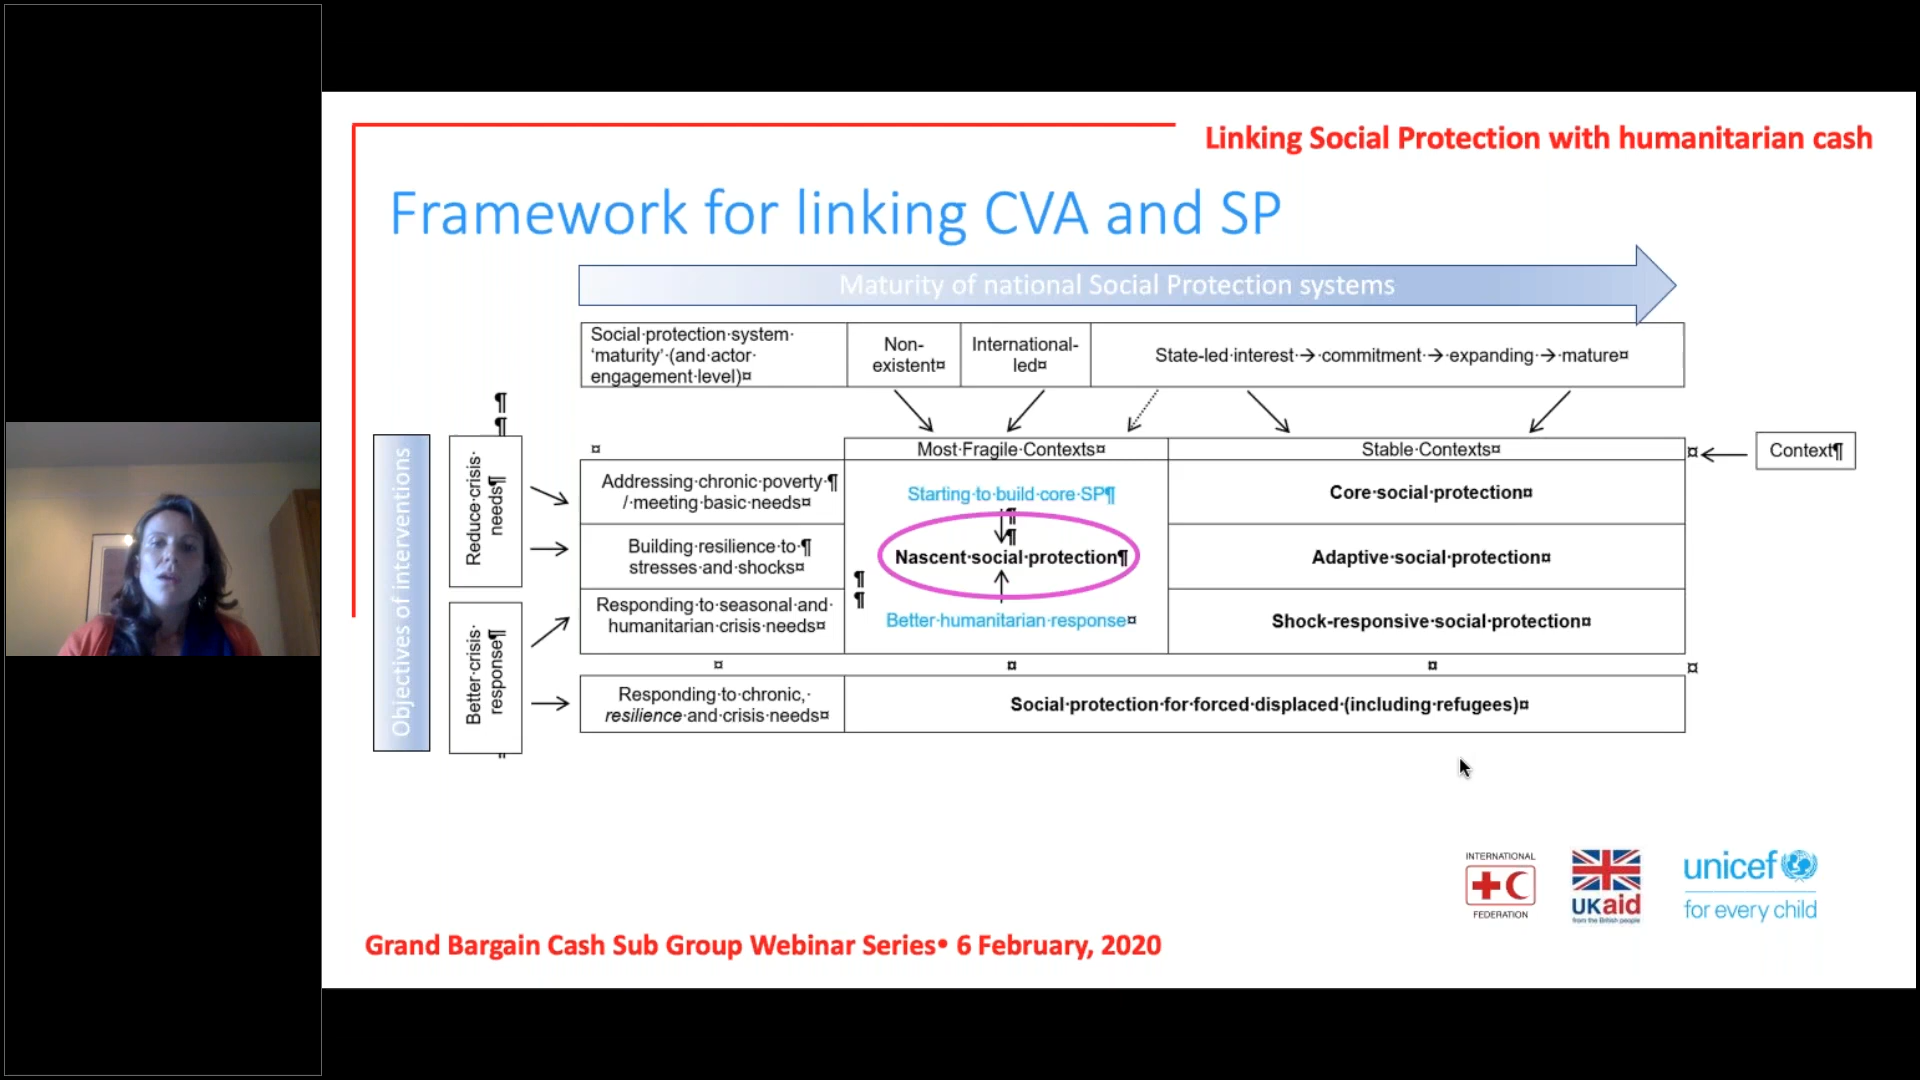 Linking Social Protection with humanitarian cash
Framework for linking CVA and SP
Maturity of national Social Protection systems
Social·protection·system·
‘maturity’·(and·actor·
engagement·level)¤
Non-
existent¤
International-
led¤
State-led·interest·→·commitment·→·expanding·→·mature¤
¶
¶
Objectives of interventions
Reduce·crisis·
needs¶
Better·crisis·
response¶
¤
Most·Fragile·Contexts¤
Stable·Contexts¤
¤
Context¶
Addressing·chronic·poverty·¶
/·meeting·basic·needs¤
Starting·to·build·core·SP¶
¶
¶
Core·social·protection¤
Building·resilience·to·¶
stresses·and·shocks¤
Nascent·social·protection¶
Adaptive·social·protection¤
¶
¶
Responding·to·seasonal·and·
humanitarian·crisis·needs¤
Better·humanitarian·response¤
Shock-responsive·social·protection¤
¤
¤
¤
¤
Responding·to·chronic,·
resilience·and·crisis·needs¤
Social·protection·for·forced·displaced·(including·refugees)¤
INTERNATIONAL
FEDERATION
UKaid
from the British people
unicef
for every child
Grand Bargain Cash Sub Group Webinar Series• 6 February, 2020